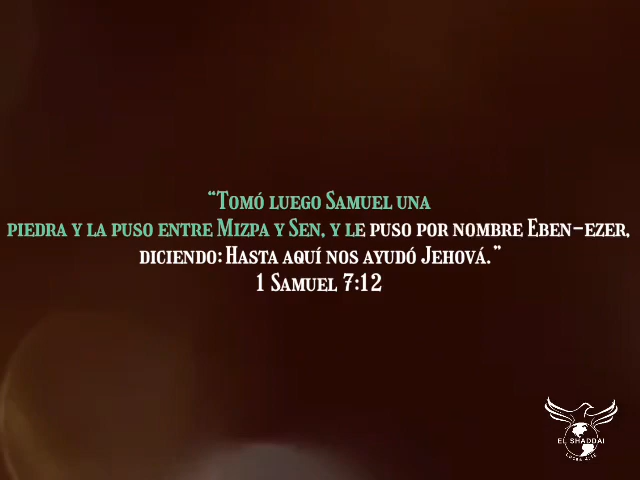 “Tomó luego Samuel una
piedra y la puso entre Mizpa y Sen, y le puso por nombre Eben-ezer,
diciendo: Hasta aquí nos ayudó Jehová.”
1 Samuel 7:12
EL SHADDAI